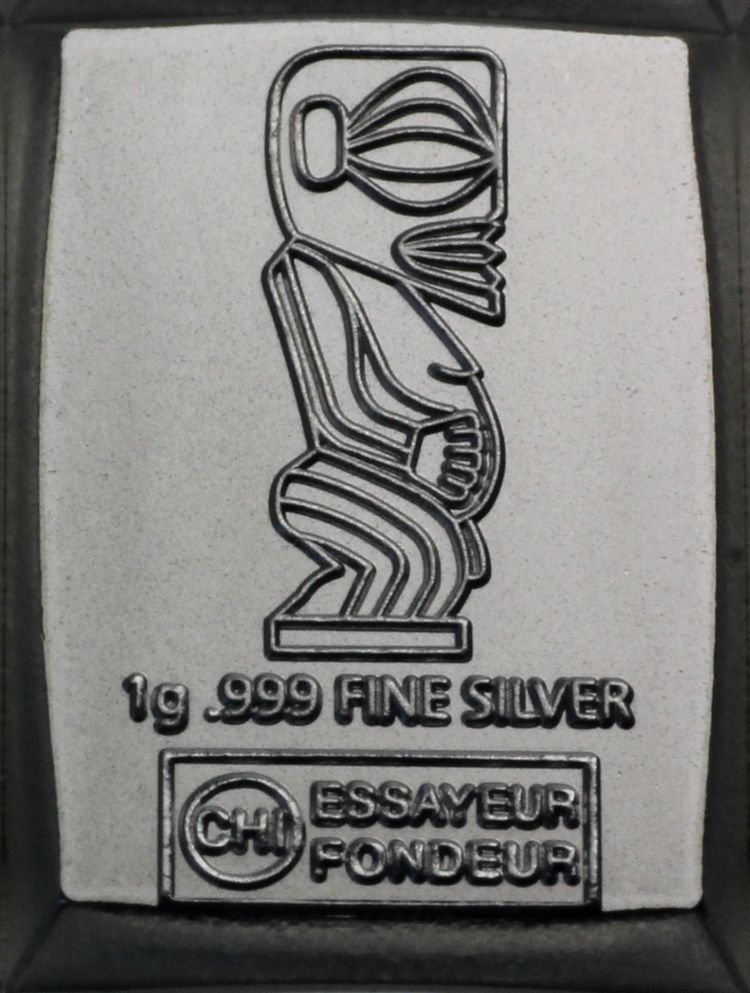 1g .999 FINE SILVER
CHI ESSAYEUR
FONDEUR